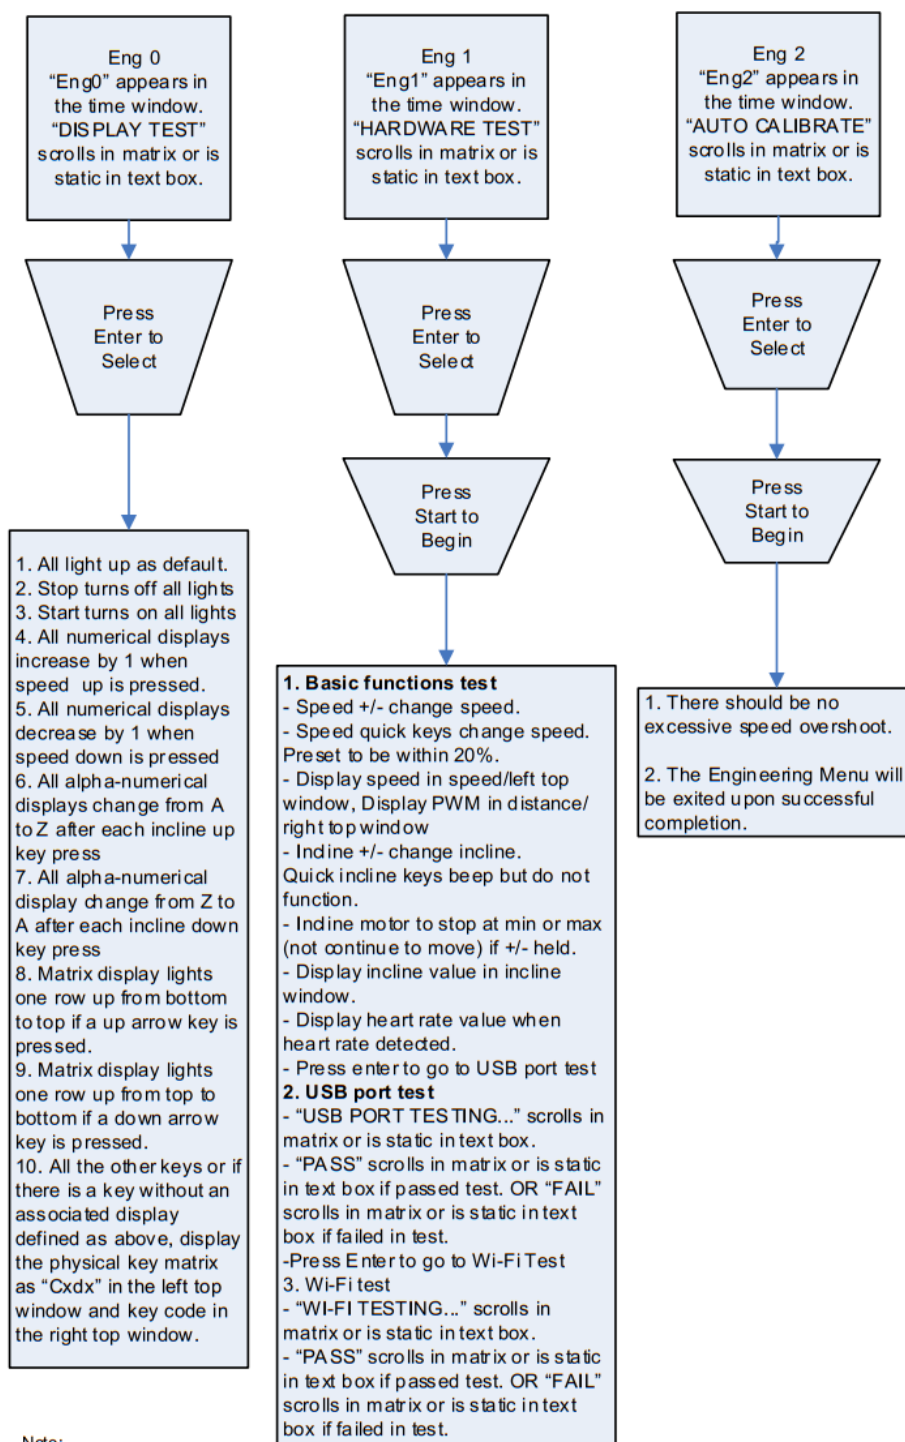 Eng 0
“Eng0” appears in
the time window.
“DISPLAY TEST”
scrolls in matrix or is
static in text box.
Press
Enter to
Select
1. All light up as default.
2. Stop turns off all lights
3. Start turns on all lights
4. All numerical displays
increase by 1 when
speed up is pressed.
5. All numerical displays
decrease by 1 when
speed down is pressed
6. All alpha-numerical
displays change from A
to Z after each incline up
key press
7. All alpha-numerical
display change from Z to
A after each incline down
key press
8. Matrix display lights
one row up from bottom
to top if a up arrow key is
pressed.
9. Matrix display lights
one row up from top to
bottom if a down arrow
key is pressed.
10. All the other keys or if
there is a key without an
associated display
defined as above, display
the physical key matrix
as “Cxdx” in the left top
window and key code in
the right top window.
Note:
Eng 1
“Eng1” appears in
the time window.
“HARDWARE TEST”
scrolls in matrix or is
static in text box.
Press
Enter to
Select
Press
Start to
Begin
1. Basic functions test
- Speed +/- change speed.
- Speed quick keys change speed.
Preset to be within 20%.
- Display speed in speed/left top
window, Display PWM in distance/
right top window
- Incline +/- change incline.
Quick incline keys beep but do not
function.
- Incline motor to stop at min or max
(not continue to move) if +/- held.
- Display incline value in incline
window.
- Display heart rate value when
heart rate detected.
- Press enter to go to USB port test
2. USB port test
- “USB PORT TESTING...” scrolls in
matrix or is static in text box.
- “PASS” scrolls in matrix or is static
in text box if passed test. OR “FAIL”
scrolls in matrix or is static in text
box if failed in test.
-Press Enter to go to Wi-Fi Test
3. Wi-Fi test
- “WI-FI TESTING...” scrolls in
matrix or is static in text box.
- “PASS” scrolls in matrix or is static
in text box if passed test. OR “FAIL”
scrolls in matrix or is static in text
box if failed in test.
Eng 2
“Eng2” appears in
the time window.
“AUTO CALIBRATE”
scrolls in matrix or is
static in text box.
Press
Enter to
Select
Press
Start to
Begin
1. There should be no
excessive speed overshoot.
2. The Engineering Menu will
be exited upon successful
completion.